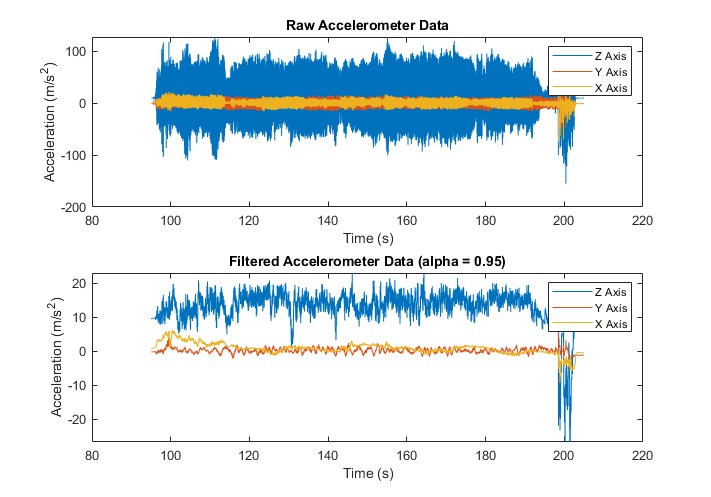 Raw Accelerometer Data
Acceleration (m/s²)
100
0
-100
-200
80 100 120 140 160 180 200 220
Time (s)
Z Axis
Y Axis
X Axis
Filtered Accelerometer Data (alpha = 0.95)
Acceleration (m/s²)
20
10
0
-10
-20
80 100 120 140 160 180 200 220
Time (s)
Z Axis
Y Axis
X Axis